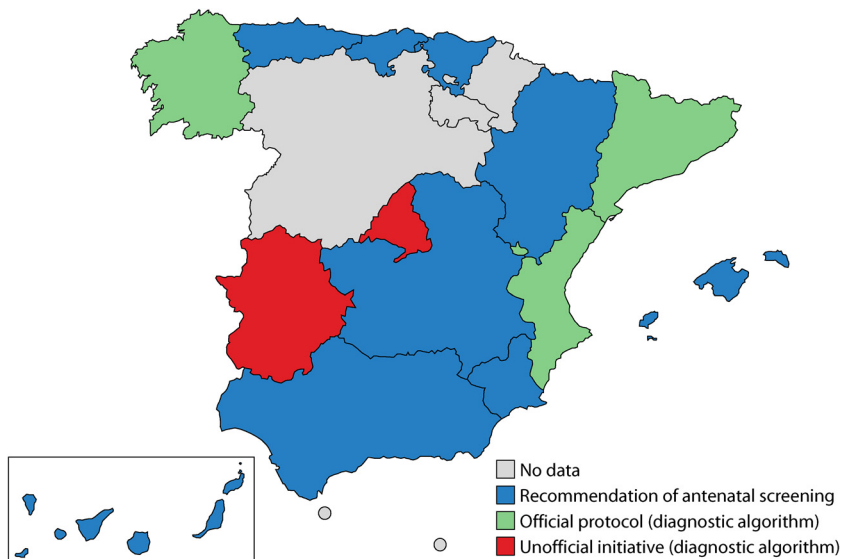 No data
Recommendation of antenatal screening
Official protocol (diagnostic algorithm)
Unofficial initiative (diagnostic algorithm)